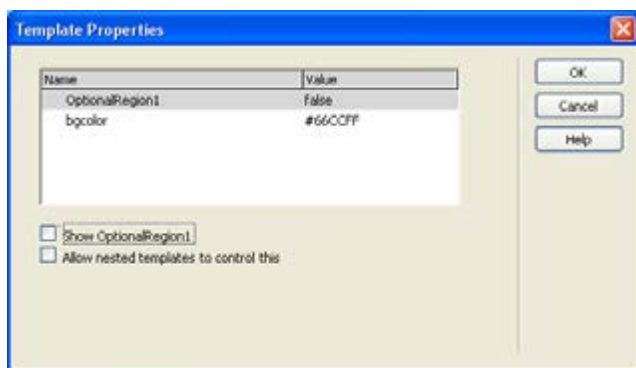 Template Properties
Name Value
OptionalRegion1 false
bgcolor #66CCFF
Show OptionalRegion1
Allow nested templates to control this
OK
Cancel
Help